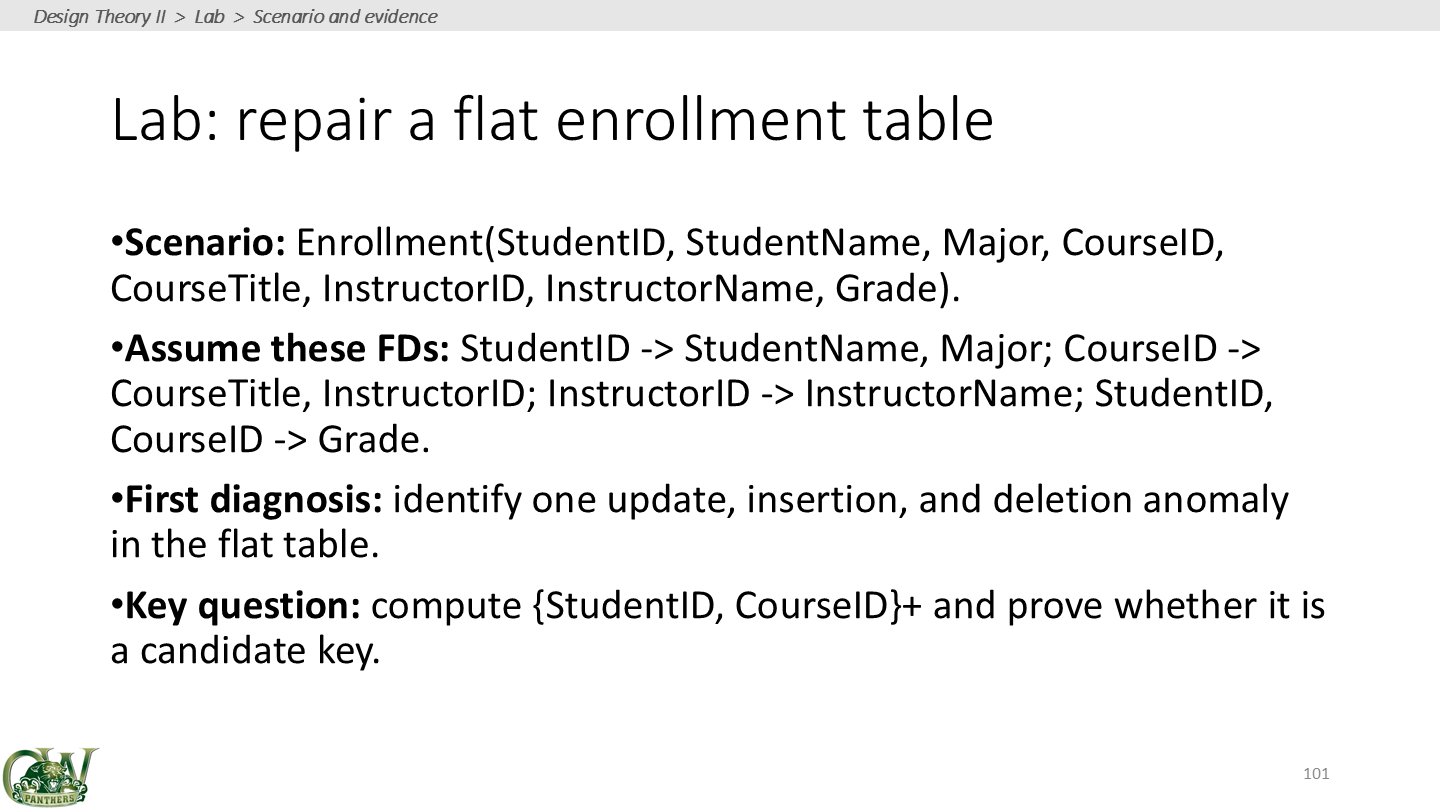 Design Theory II > Lab > Scenario and evidence
Lab: repair a flat enrollment table
•Scenario: Enrollment(StudentID, StudentName, Major, CourseID,
CourseTitle, InstructorID, InstructorName, Grade).
•Assume these FDs: StudentID -> StudentName, Major; CourseID ->
CourseTitle, InstructorID; InstructorID -> InstructorName; StudentID,
CourseID -> Grade.
•First diagnosis: identify one update, insertion, and deletion anomaly
in the flat table.
•Key question: compute {StudentID, CourseID}+ and prove whether it is
a candidate key.
OW
PANTHERS
101